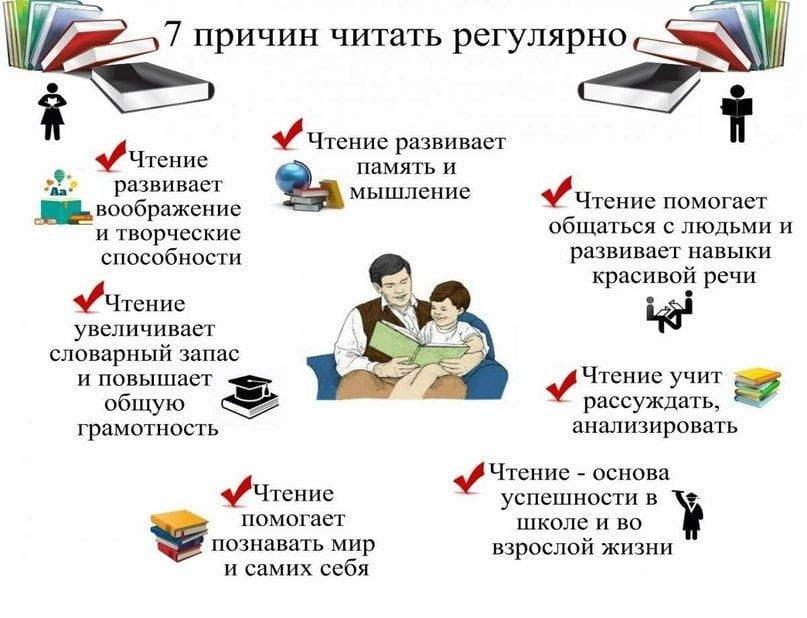 7 причин читать регулярно
Чтение развивает
память и
мышление
Чтение
развивает
воображение
и творческие
способности
Чтение помогает
общаться с людьми и
развивает навыки
красивой речи
Чтение
увеличивает
словарный запас
и повышает
общую
грамотность
Чтение учит
рассуждать,
анализировать
Чтение
помогает
познавать мир
и самих себя
Чтение - основа
успешности в
школе и во
взрослой жизни
Aa